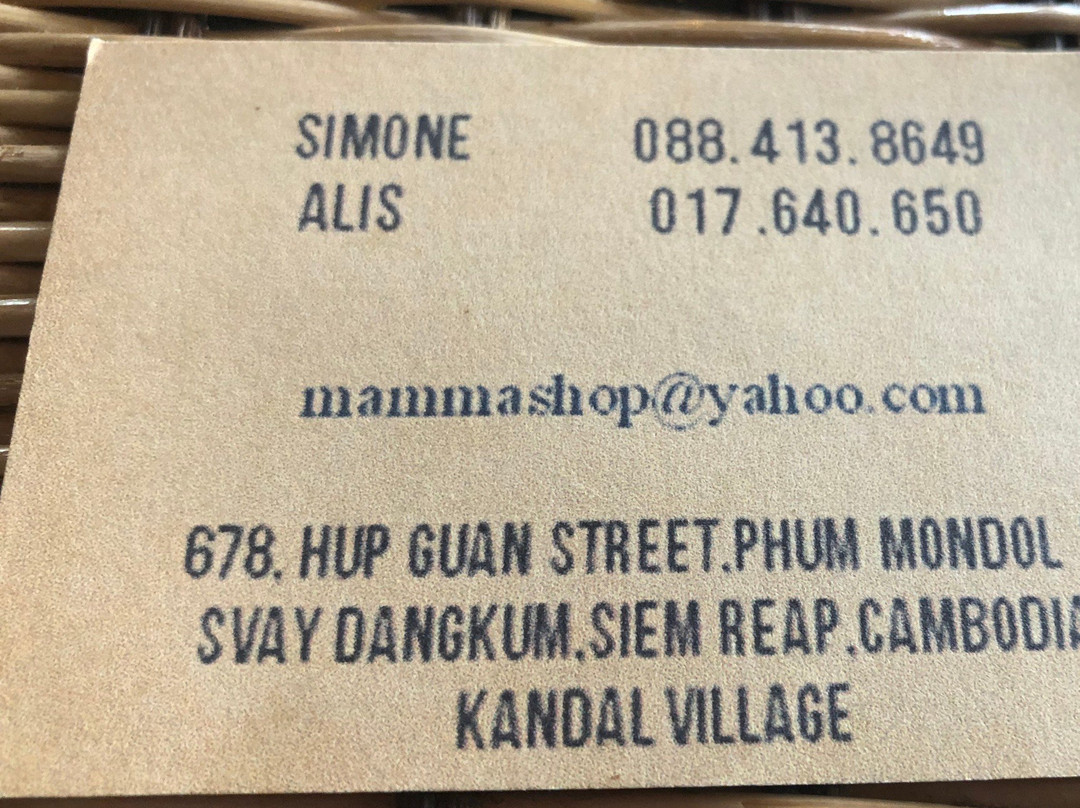 SIMONE 088.413.8649
ALIS 017.640.650
mammashop@yahoo.com
678. HUP GUAN STREET.PHUM MONDOL
SVAY DANGKUM.SIEM REAP.CAMBODIA
KANDAL VILLAGE